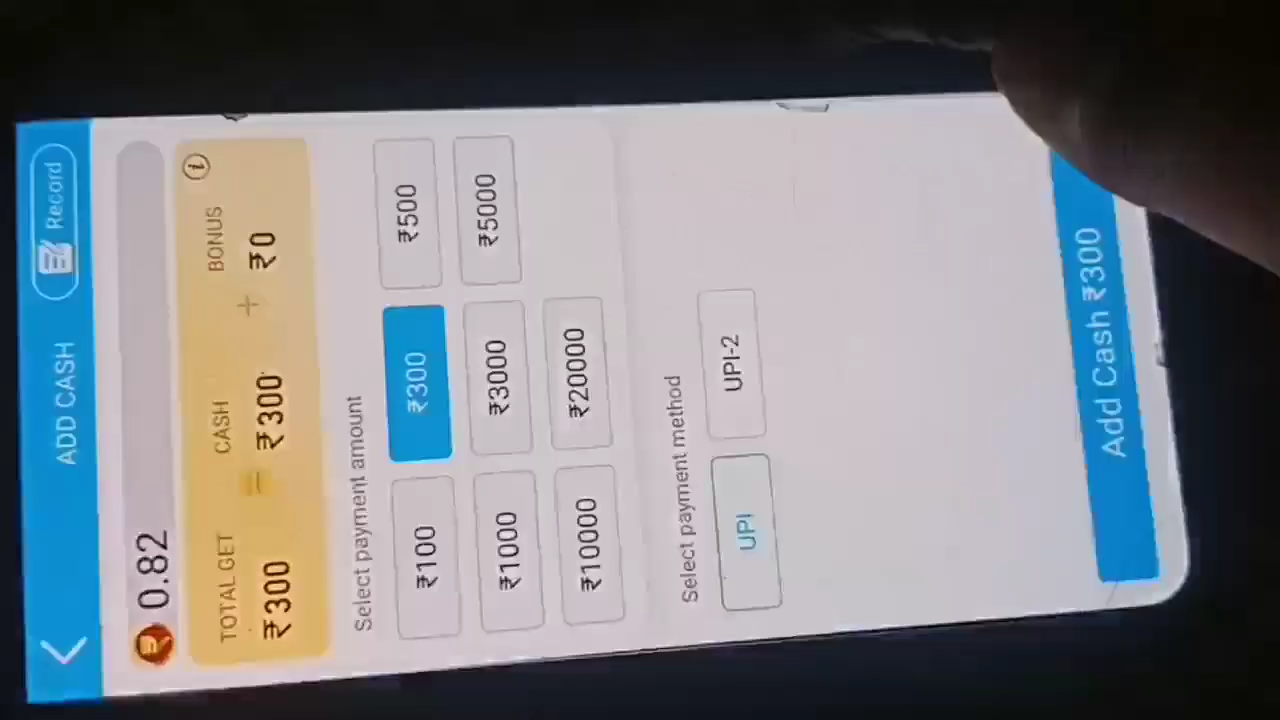 ADD CASH
Record
0.82
TOTAL GET
CASH
BONUS
₹300 = ₹300 + ₹0
Select payment amount
₹100 ₹300 ₹500
₹1000 ₹3000 ₹5000
₹10000 ₹20000
Select payment method
UPI UPI-2
Add Cash ₹300